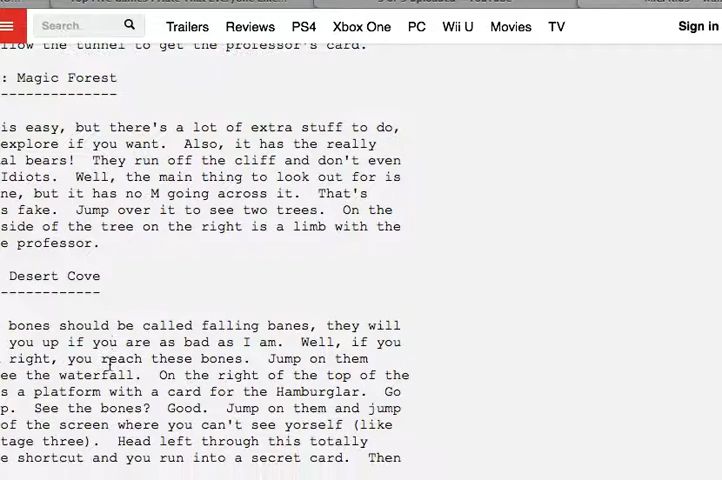 Top Five Games I Hate That Everyone Like...
Search...
Trailers Reviews PS4 Xbox One PC Wii U Movies TV
Sign in
llow the tunnel to get the professor's card.
: Magic Forest
--------------
is easy, but there's a lot of extra stuff to do,
explore if you want.  Also, it has the really
al bears!  They run off the cliff and don't even
Idiots.  Well, the main thing to look out for is
ne, but it has no M going across it.  That's
s fake.  Jump over it to see two trees.  On the
side of the tree on the right is a limb with the
e professor.
Desert Cove
------------
bones should be called falling banes, they will
you up if you are as bad as I am.  Well, if you
right, you reach these bones.  Jump on them
ee the waterfall.  On the right of the top of the
s a platform with a card for the Hamburglar.  Go
p.  See the bones?  Good.  Jump on them and jump
of the screen where you can't see yorself (like
tage three).  Head left through this totally
e shortcut and you run into a secret card.  Then